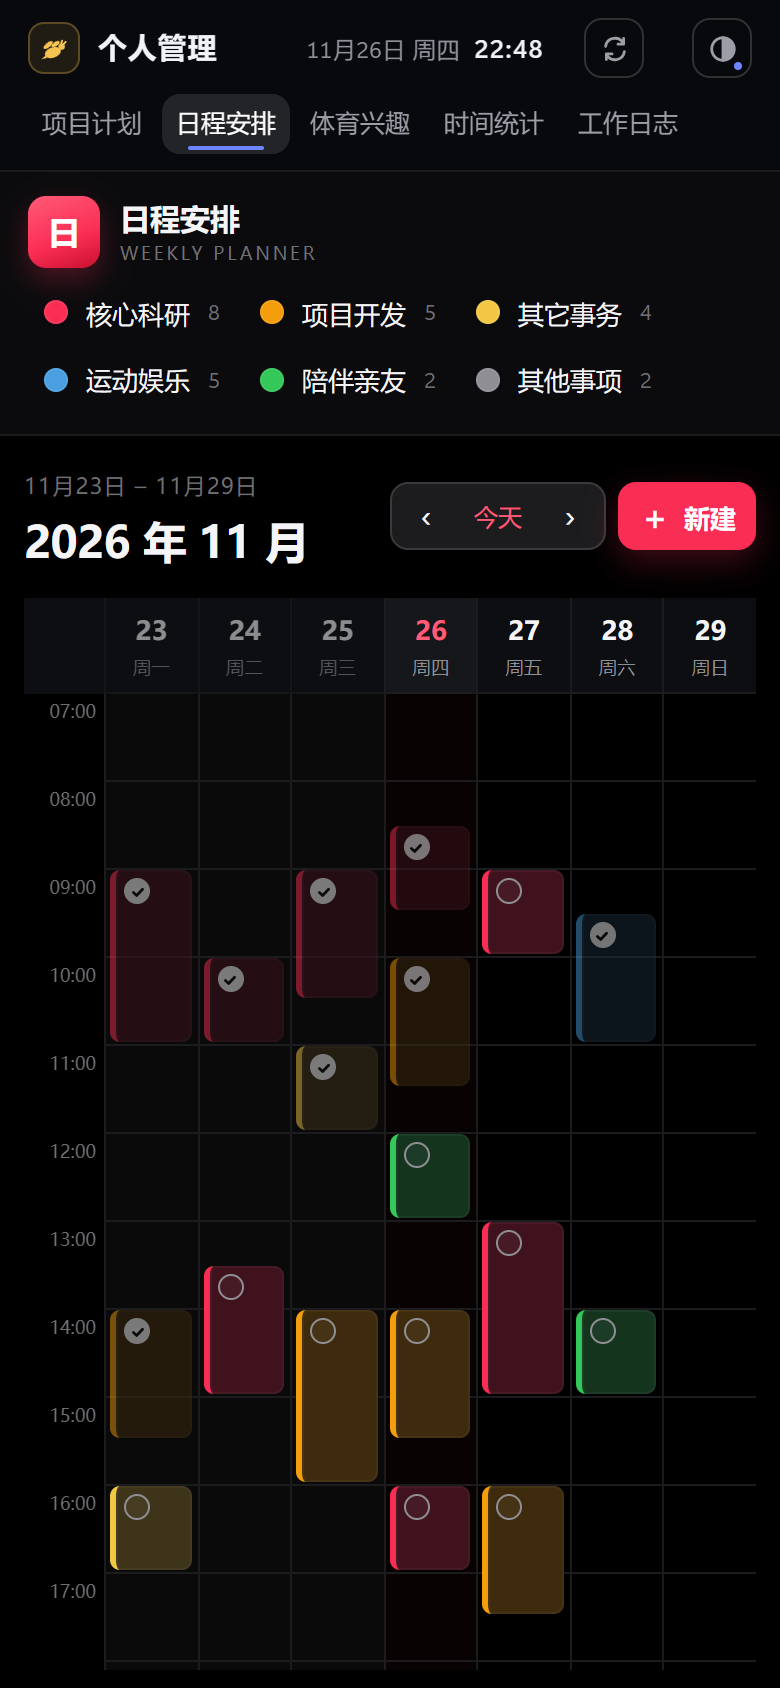 个人管理 11月26日 周四 22:48
项目计划 日程安排 体育兴趣 时间统计 工作日志
日 日程安排
WEEKLY PLANNER
核心科研 8 项目开发 5 其它事务 4
运动娱乐 5 陪伴亲友 2 其他事项 2
11月23日 – 11月29日
2026 年 11 月
‹ 今天 › + 新建
23 24 25 26 27 28 29
周一 周二 周三 周四 周五 周六 周日
07:00
08:00
09:00
10:00
11:00
12:00
13:00
14:00
15:00
16:00
17:00